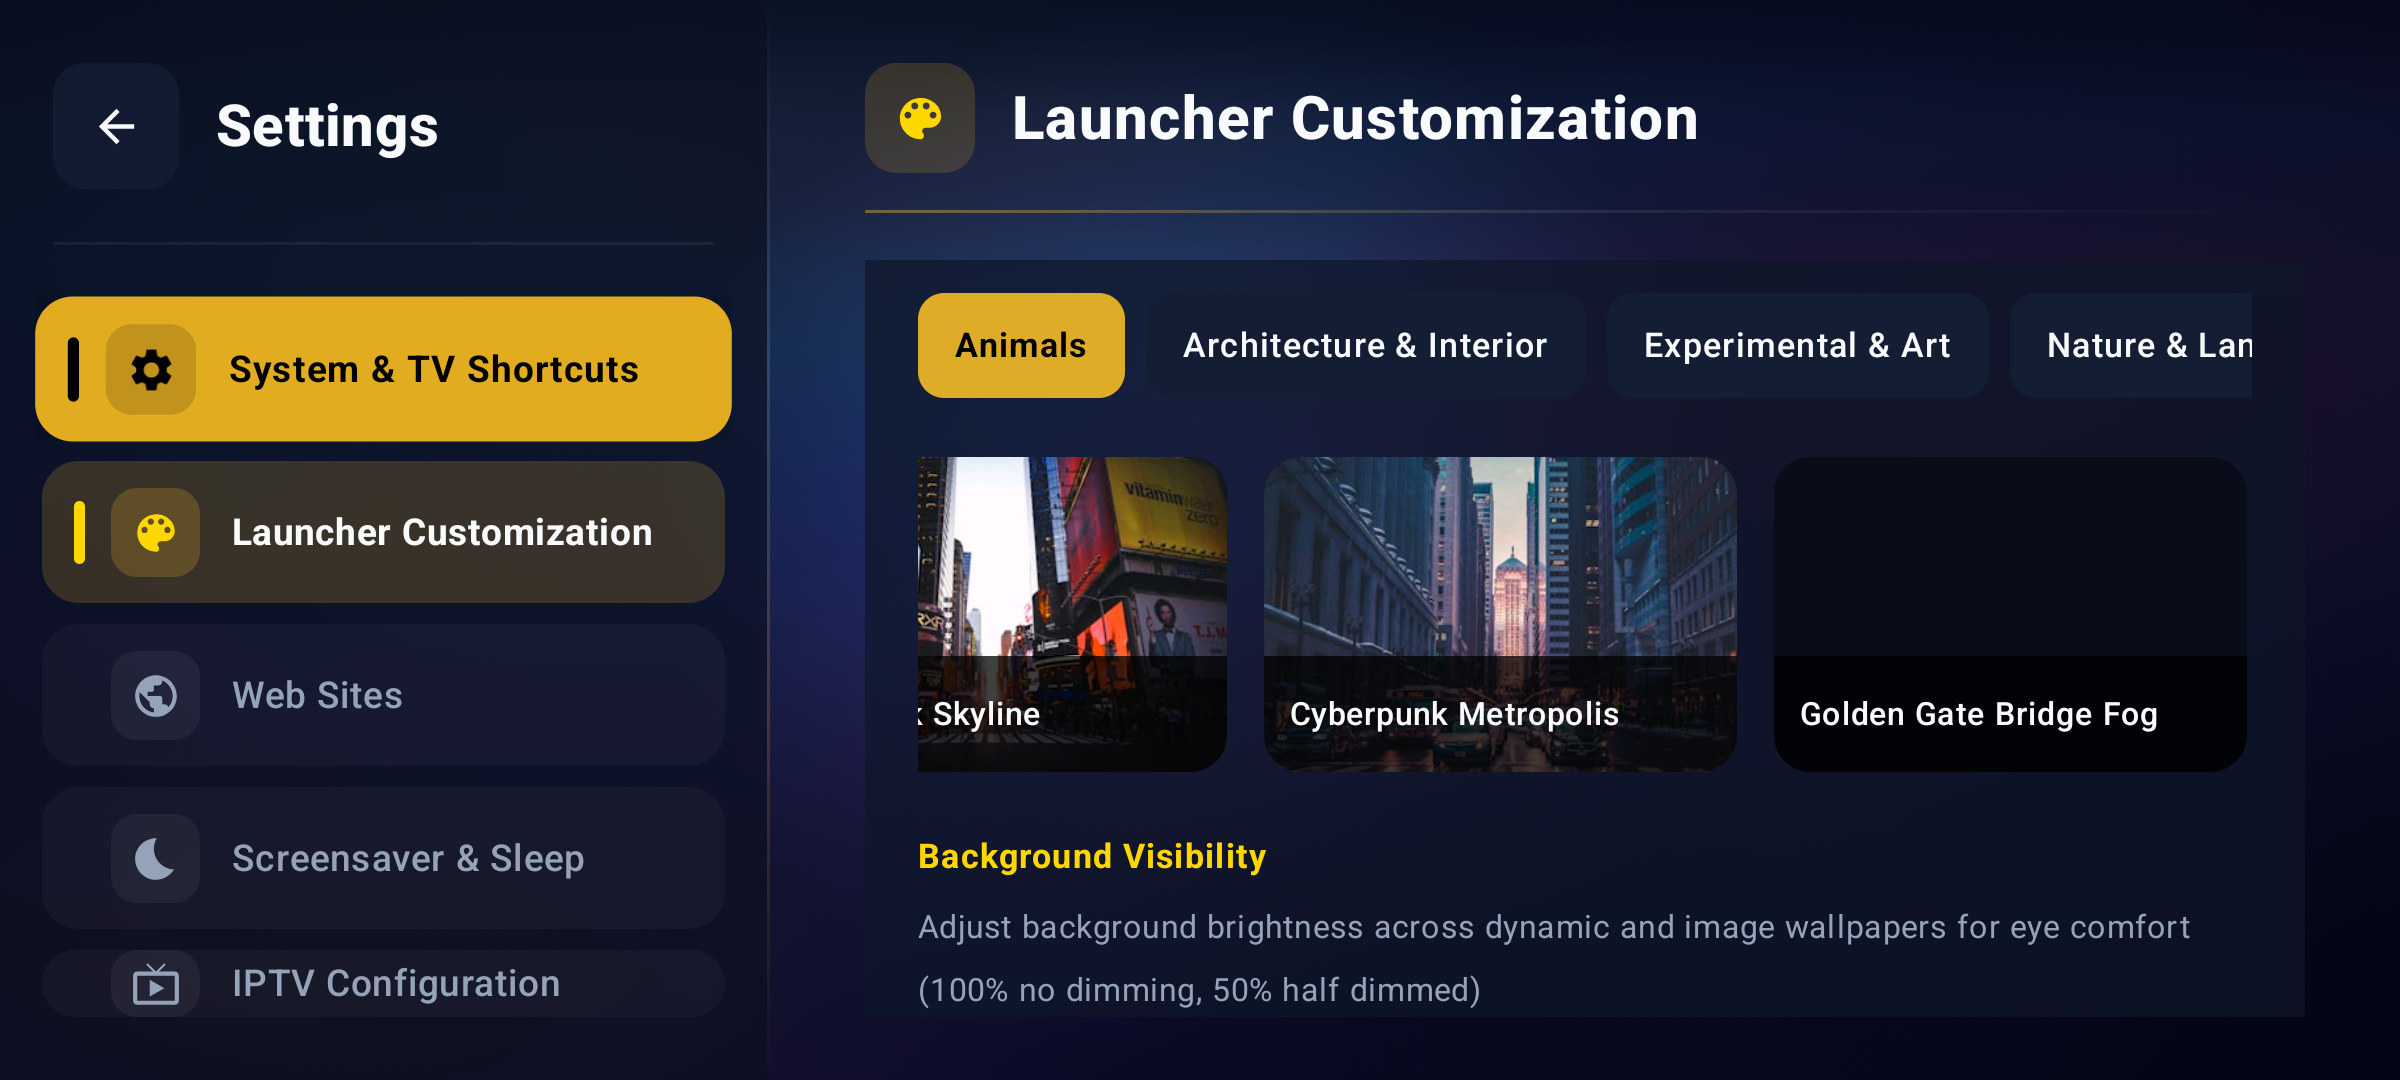 Settings
System & TV Shortcuts
Launcher Customization
Web Sites
Screensaver & Sleep
IPTV Configuration
Launcher Customization
Animals
Architecture & Interior
Experimental & Art
Nature & Lan
vitaminwater
zero
T.J.M
k Skyline
Cyberpunk Metropolis
Golden Gate Bridge Fog
Background Visibility
Adjust background brightness across dynamic and image wallpapers for eye comfort
(100% no dimming, 50% half dimmed)